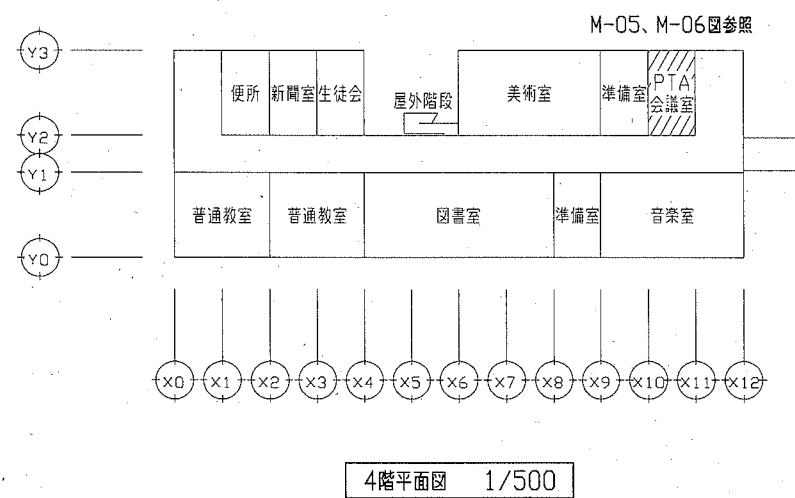 M-05、M-06図参照
Y3
便所
新聞室
生徒会
屋外階段
美術室
準備室
PTA
会議室
Y2
Y1
普通教室
普通教室
図書室
準備室
音楽室
Y0
X0 X1 X2 X3 X4 X5 X6 X7 X8 X9 X10 X11 X12
4階平面図 1/500